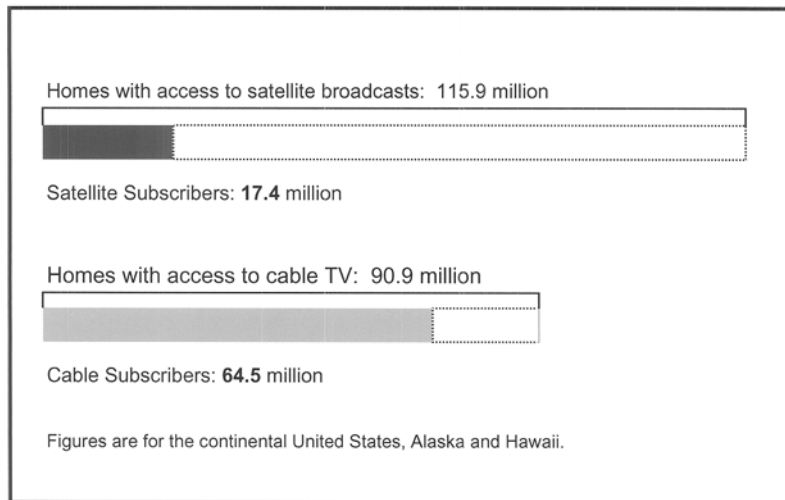 Homes with access to satellite broadcasts: 115.9 million
Satellite Subscribers: 17.4 million
Homes with access to cable TV: 90.9 million
Cable Subscribers: 64.5 million
Figures are for the continental United States, Alaska and Hawaii.